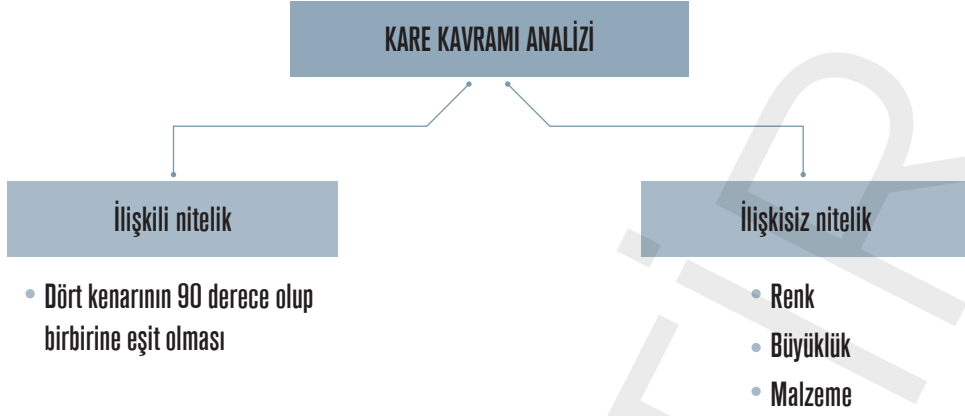 KARE KAVRAMI ANALİZİ
İlişkili nitelik
• Dört kenarının 90 derece olup
birbirine eşit olması
İlişkisiz nitelik
• Renk
• Büyüklük
• Malzeme